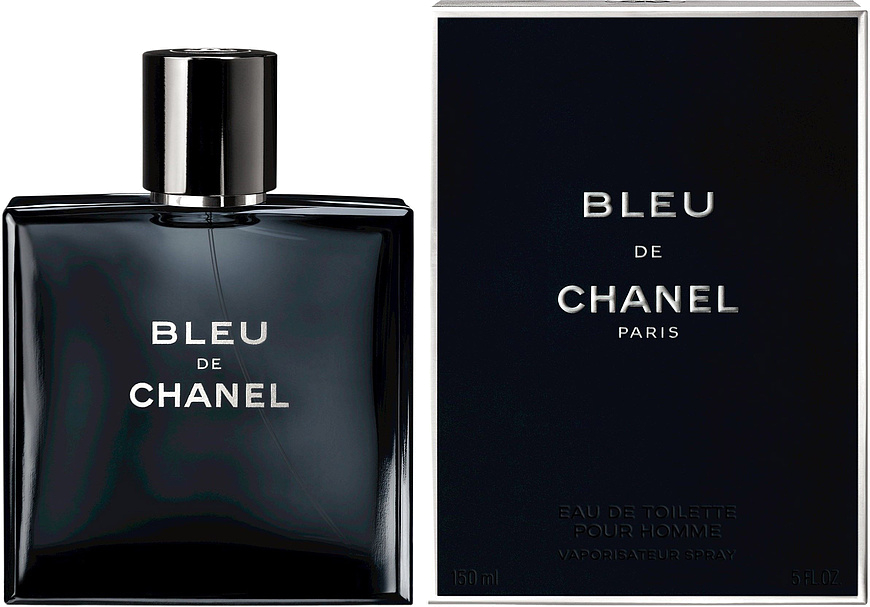 BLEU
DE
CHANEL
BLEU
DE
CHANEL
PARIS
EAU DE TOILETTE
POUR HOMME
VAPORISATEUR SPRAY
150 ml 5 FL.OZ.